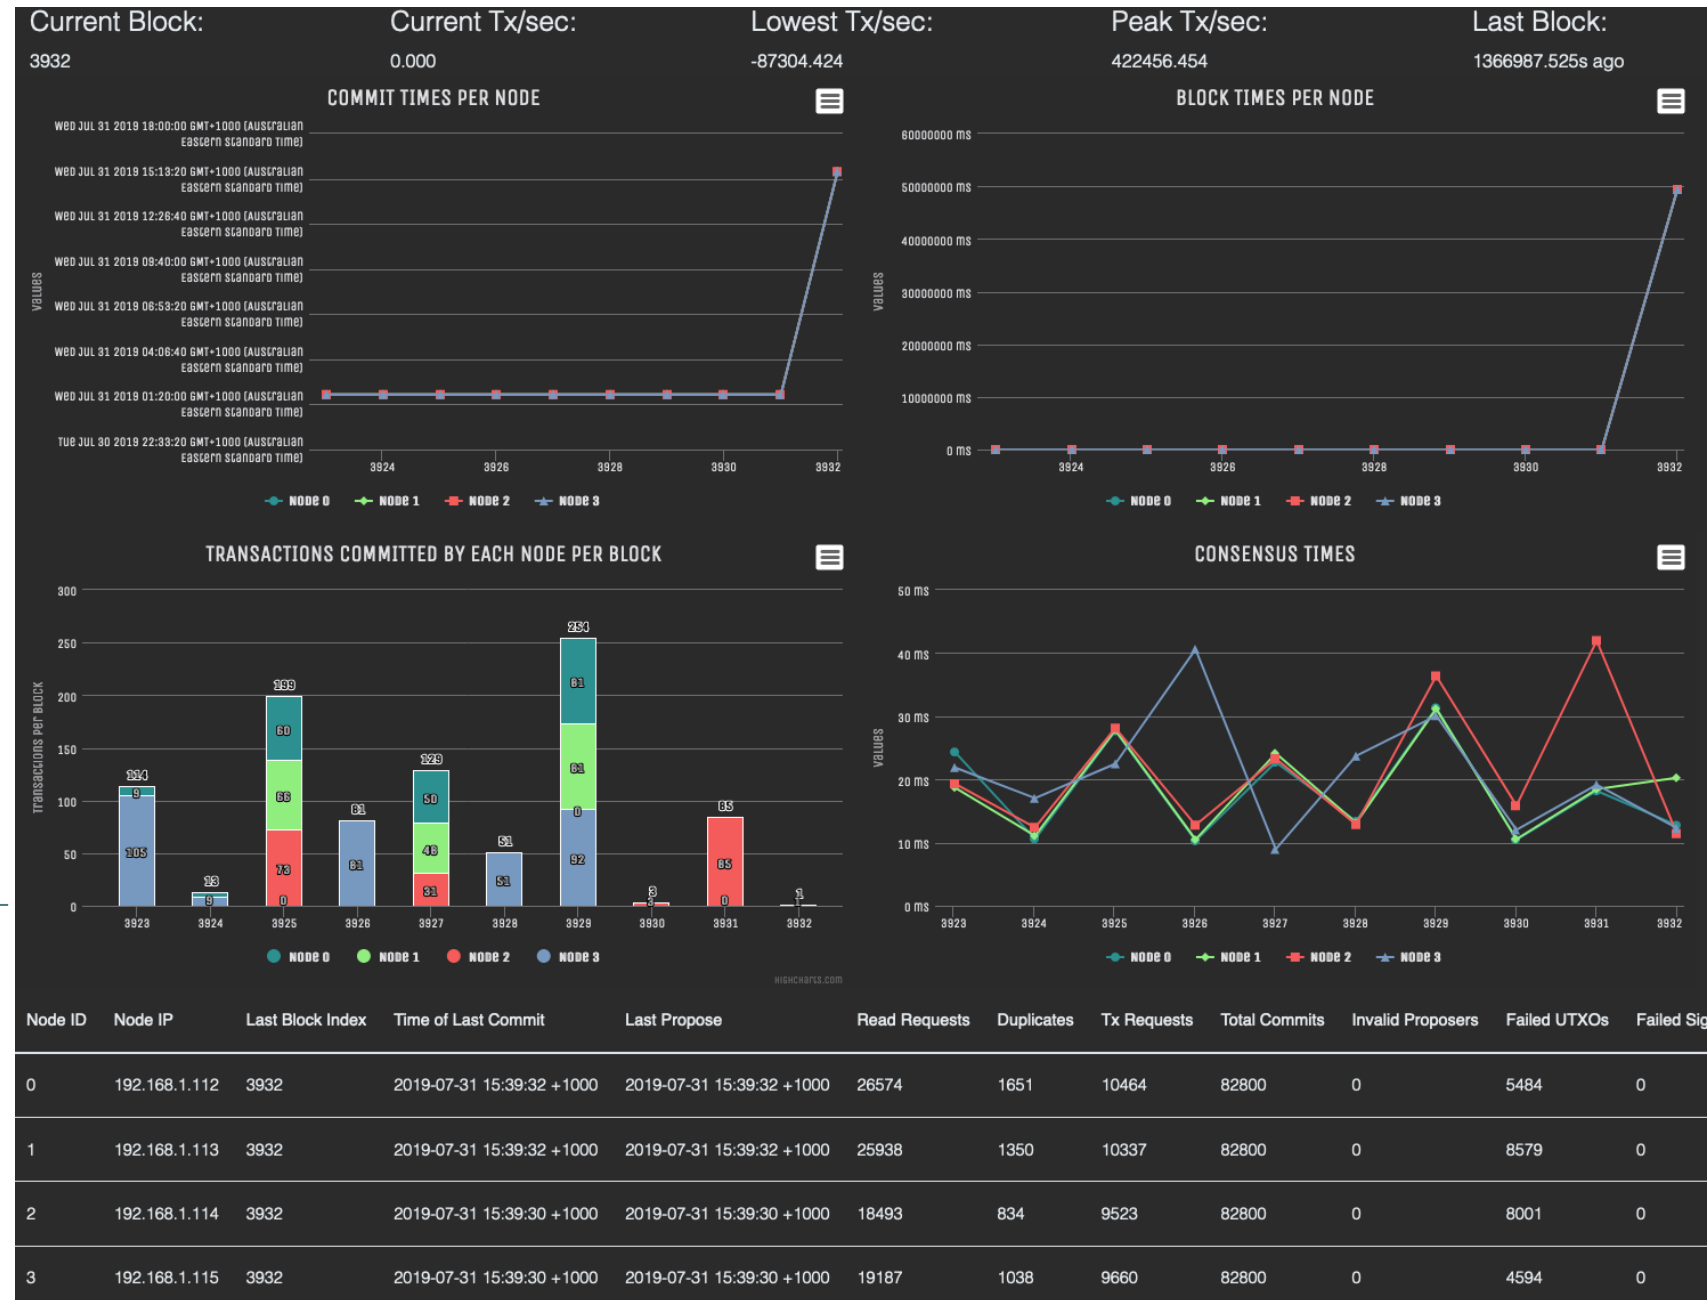 Current Block: Current Tx/sec: Lowest Tx/sec: Peak Tx/sec: Last Block:
3932 0.000 -87304.424 422456.454 1366987.525s ago
COMMIT TIMES PER NODE
Wed Jul 31 2019 18:00:00 GMT+1000 (Australian
Eastern Standard Time)
Wed Jul 31 2019 15:13:20 GMT+1000 (Australian
Eastern Standard Time)
Wed Jul 31 2019 12:26:40 GMT+1000 (Australian
Eastern Standard Time)
Wed Jul 31 2019 09:40:00 GMT+1000 (Australian
Eastern Standard Time)
Wed Jul 31 2019 06:53:20 GMT+1000 (Australian
Eastern Standard Time)
Wed Jul 31 2019 04:06:40 GMT+1000 (Australian
Eastern Standard Time)
Wed Jul 31 2019 01:20:00 GMT+1000 (Australian
Eastern Standard Time)
Tue Jul 30 2019 22:33:20 GMT+1000 (Australian
Eastern Standard Time)
Values
3924 3926 3928 3930 3932
Node 0 Node 1 Node 2 Node 3
BLOCK TIMES PER NODE
60000000 ms
50000000 ms
40000000 ms
30000000 ms
20000000 ms
10000000 ms
0 ms
Values
3924 3926 3928 3930 3932
Node 0 Node 1 Node 2 Node 3
TRANSACTIONS COMMITTED BY EACH NODE PER BLOCK
Transactions per block
300
250
200
150
100
50
0
114
9
105
13
9
199
60
66
73
0
81
81
129
50
48
31
51
51
254
81
81
0
92
3
3
85
85
0
1
1
3923 3924 3925 3926 3927 3928 3929 3930 3931 3932
Node 0 Node 1 Node 2 Node 3
Highcharts.com
CONSENSUS TIMES
50 ms
40 ms
30 ms
20 ms
10 ms
0 ms
Values
3923 3924 3925 3926 3927 3928 3929 3930 3931 3932
Node 0 Node 1 Node 2 Node 3
Node ID Node IP Last Block Index Time of Last Commit Last Propose Read Requests Duplicates Tx Requests Total Commits Invalid Proposers Failed UTXOs Failed Sig
0 192.168.1.112 3932 2019-07-31 15:39:32 +1000 2019-07-31 15:39:32 +1000 26574 1651 10464 82800 0 5484 0
1 192.168.1.113 3932 2019-07-31 15:39:32 +1000 2019-07-31 15:39:32 +1000 25938 1350 10337 82800 0 8579 0
2 192.168.1.114 3932 2019-07-31 15:39:30 +1000 2019-07-31 15:39:30 +1000 18493 834 9523 82800 0 8001 0
3 192.168.1.115 3932 2019-07-31 15:39:30 +1000 2019-07-31 15:39:30 +1000 19187 1038 9660 82800 0 4594 0